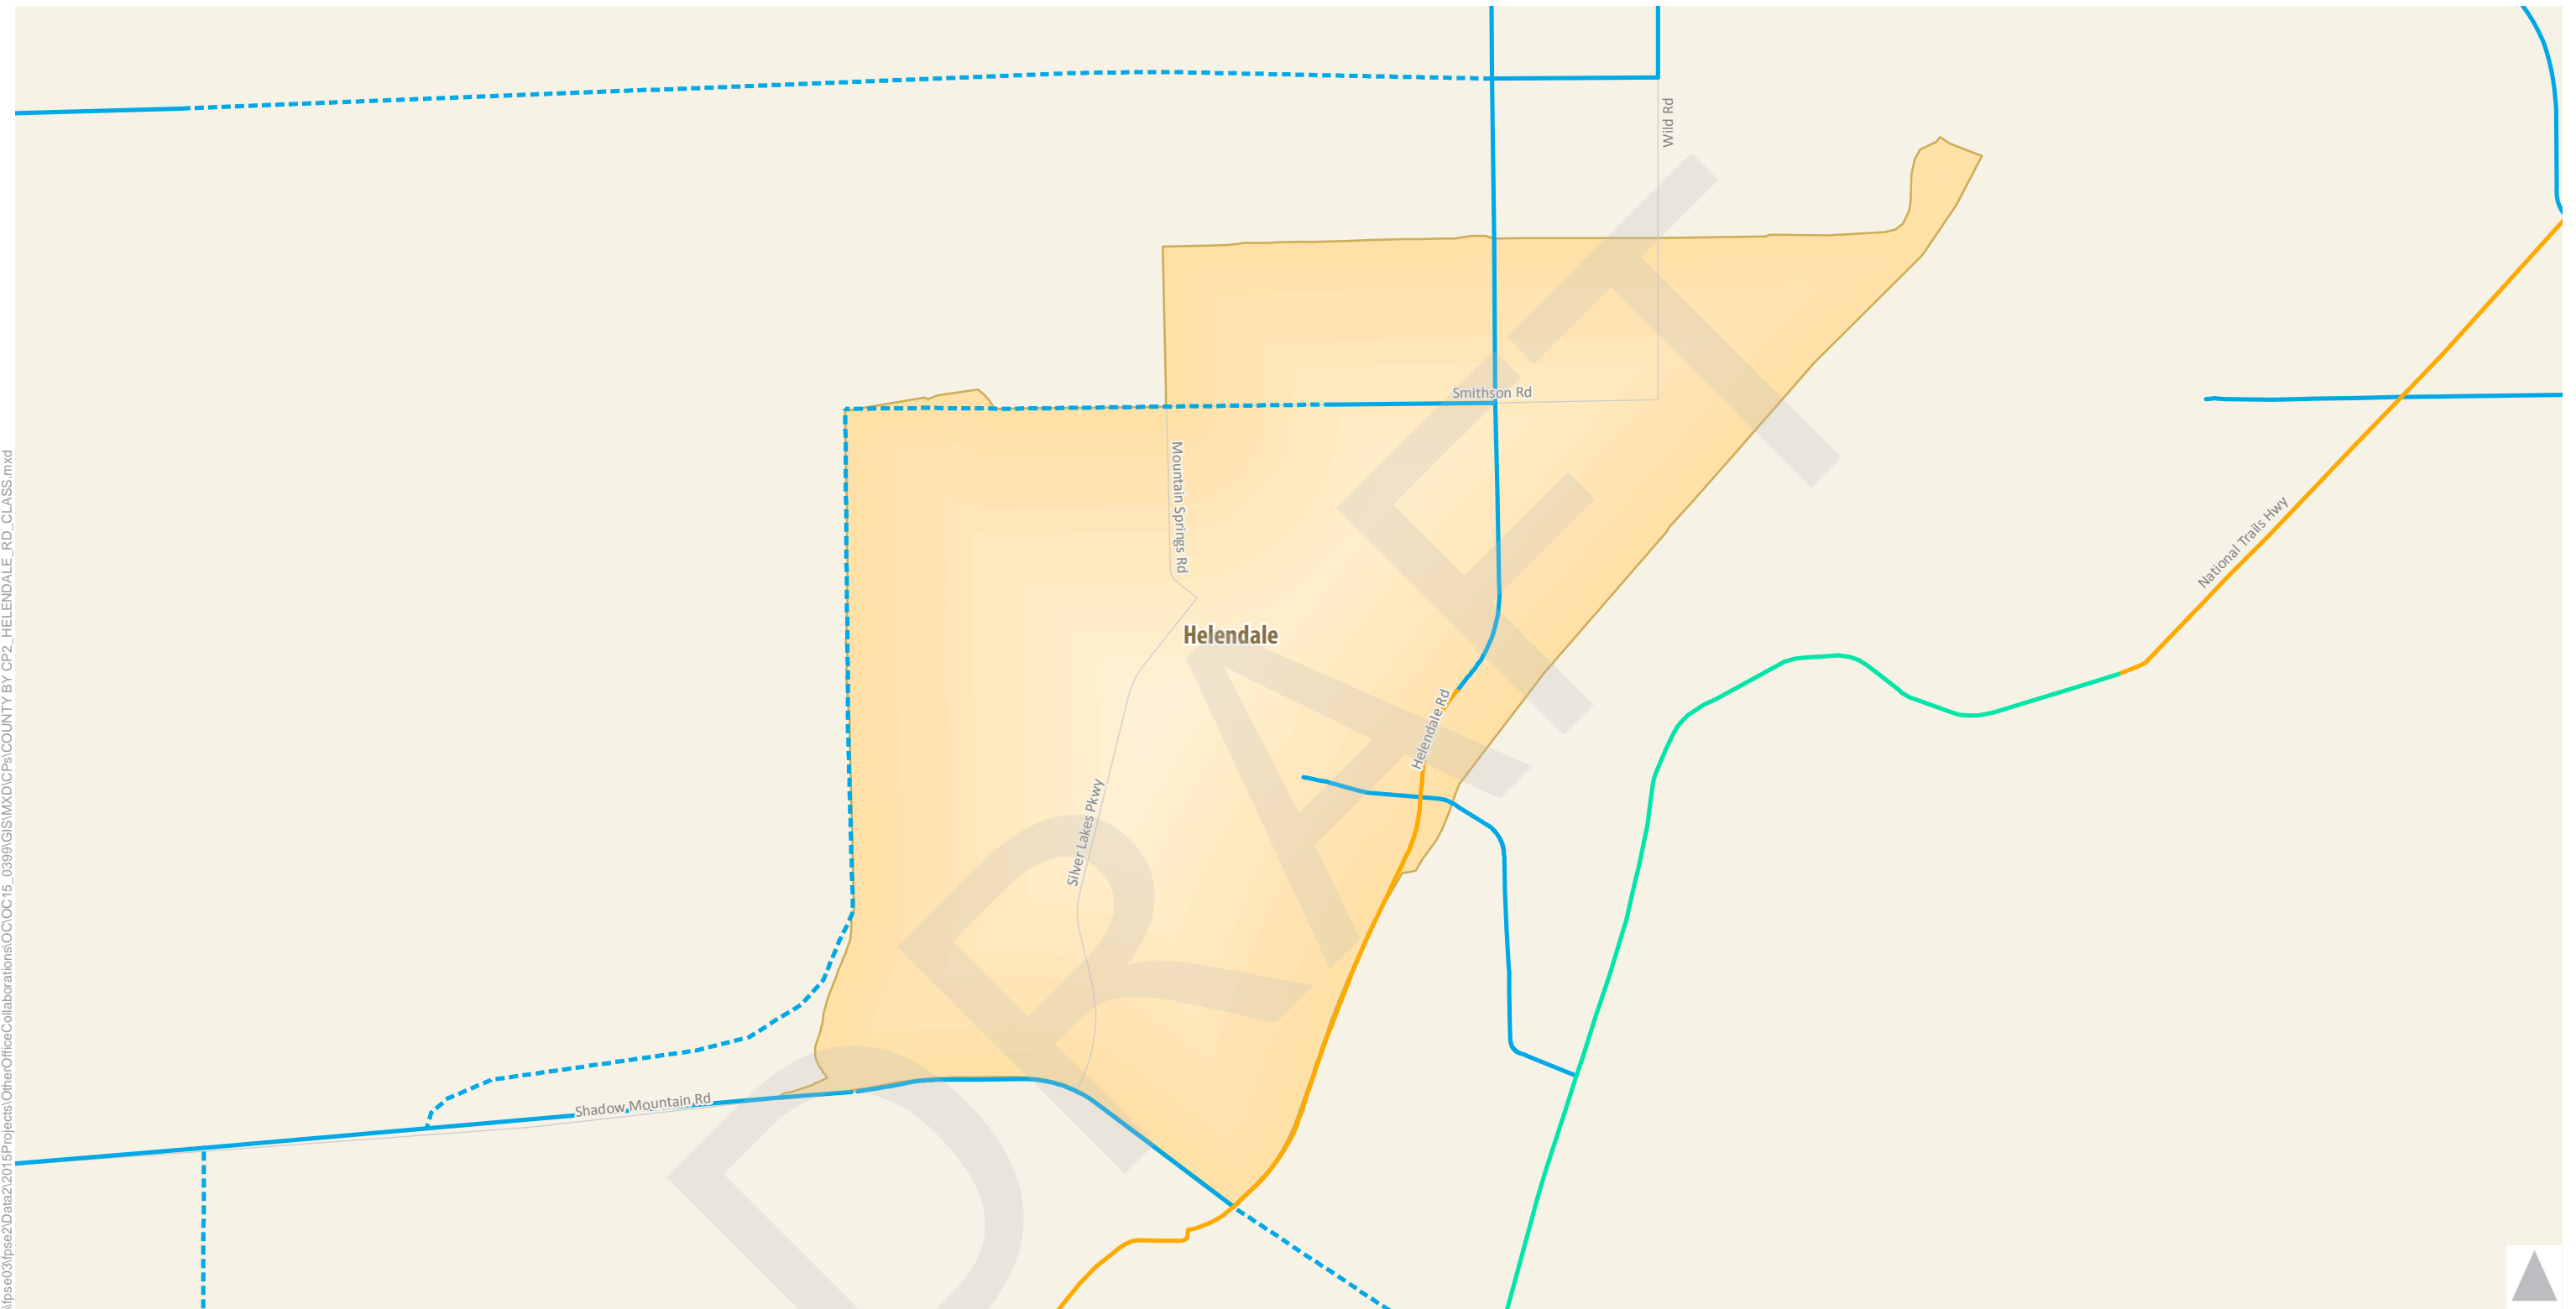 Wild Rd
Smithson Rd
Mountain Springs Rd
National Trails Hwy
Helendale
Helendale Rd
Silver Lakes Pkwy
Shadow Mountain Rd
DRAFT
\\fpse03\fpse2\Data2\2015Projects\OtherOfficeCollaborations\OC\OC15_0399\GIS\MXD\CPs\COUNTY BY CP2_HELENDALE_RD_CLASS.mxd